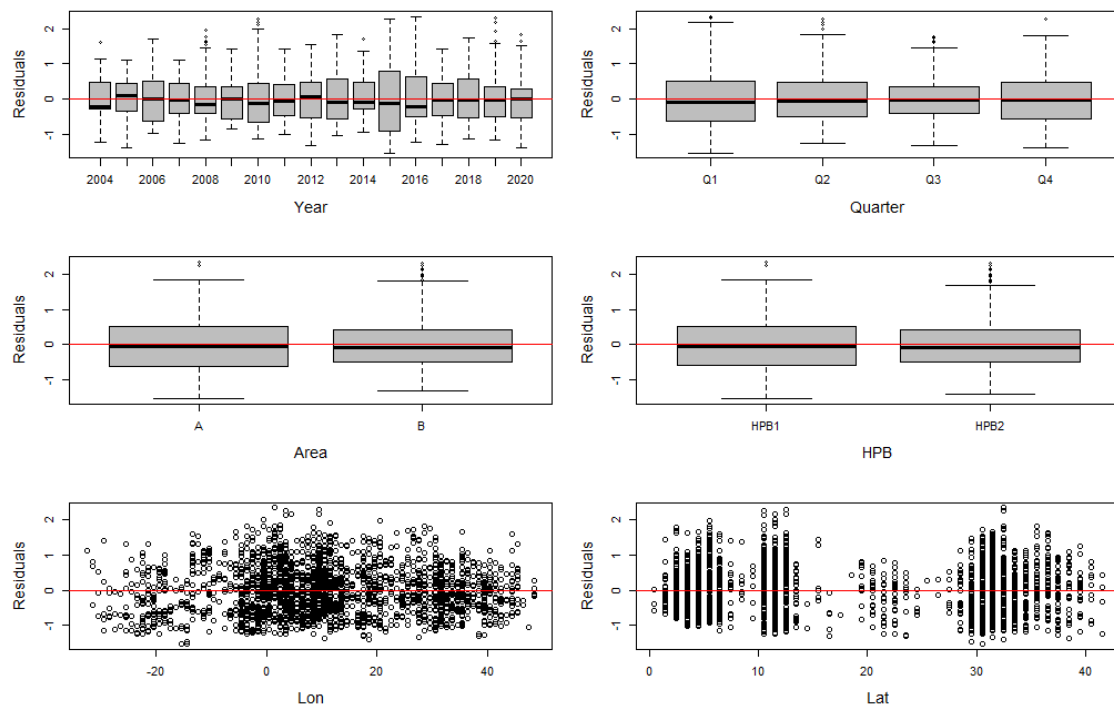 Residuals
2
1
0
-1
2004 2006 2008 2010 2012 2014 2016 2018 2020
Year
Residuals
2
1
0
-1
Q1 Q2 Q3 Q4
Quarter
Residuals
2
1
0
-1
A B
Area
Residuals
2
1
0
-1
HPB1 HPB2
HPB
Residuals
2
1
0
-1
-20 0 20 40
Lon
Residuals
2
1
0
-1
0 10 20 30 40
Lat